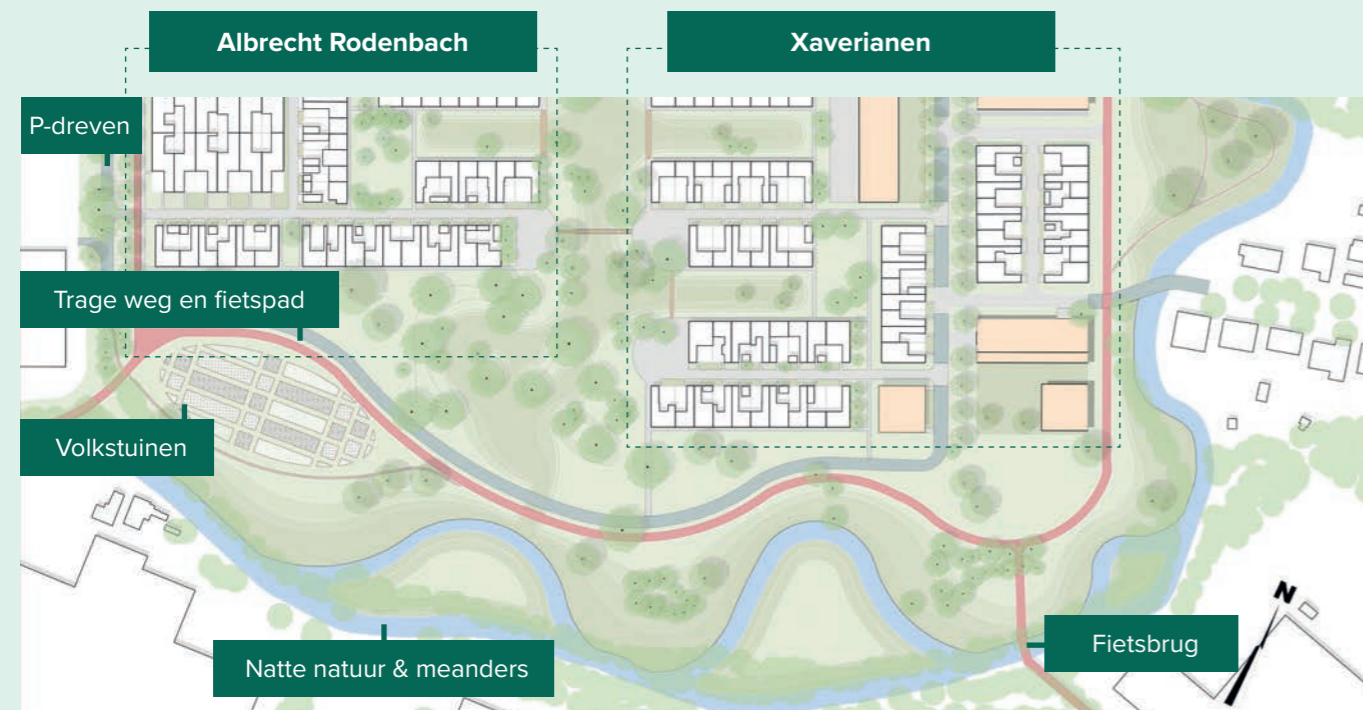 Albrecht Rodenbach
Xaverianen
P-dreven
Trage weg en fietspad
Volkstuinen
Natte natuur & meanders
Fietsbrug
N